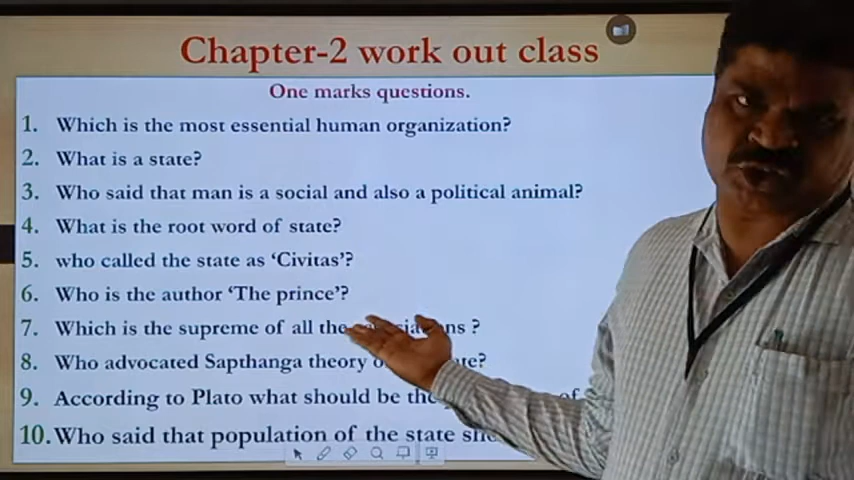 Chapter-2 work out class
One marks questions.
1. Which is the most essential human organization?
2. What is a state?
3. Who said that man is a social and also a political animal?
4. What is the root word of state?
5. who called the state as ‘Civitas’?
6. Who is the author ‘The prince’?
7. Which is the supreme of all the ?
8. Who advocated Sapthanga theory
9. According to Plato what should be the of
10. Who said that population of the state